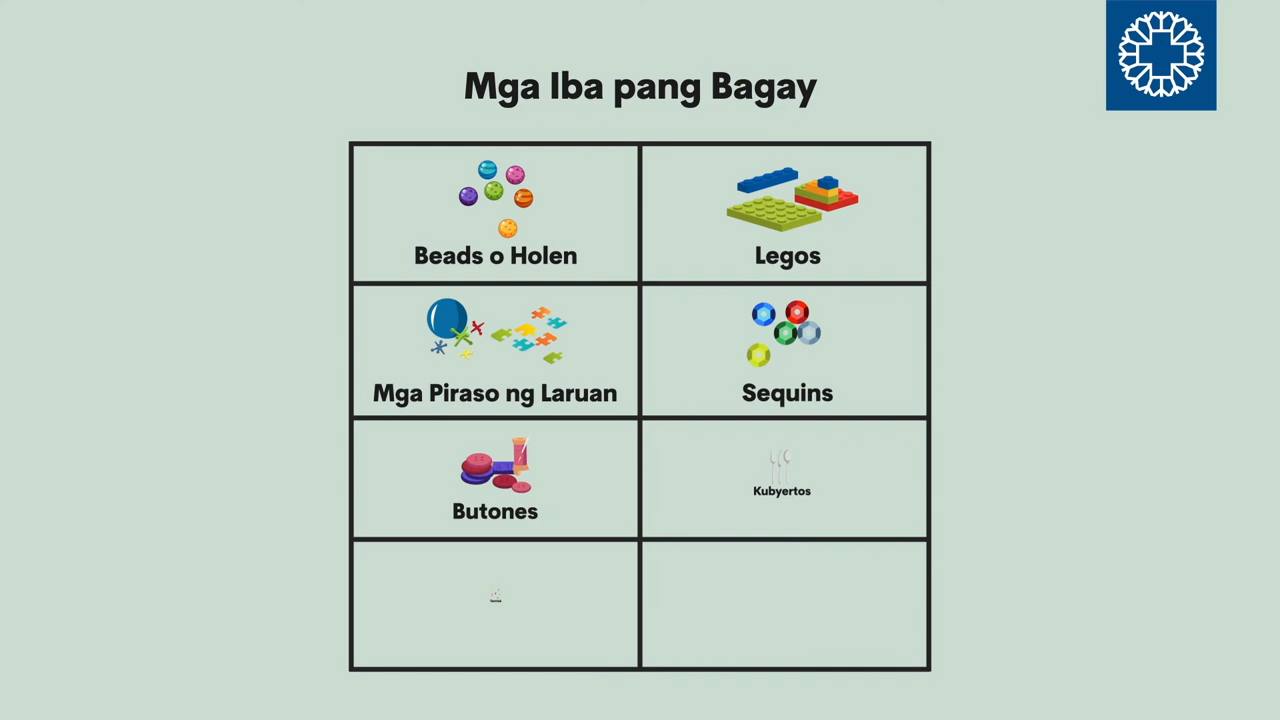 Mga Iba pang Bagay
Beads o Holen
Legos
Mga Piraso ng Laruan
Sequins
Butones
Kubyertos